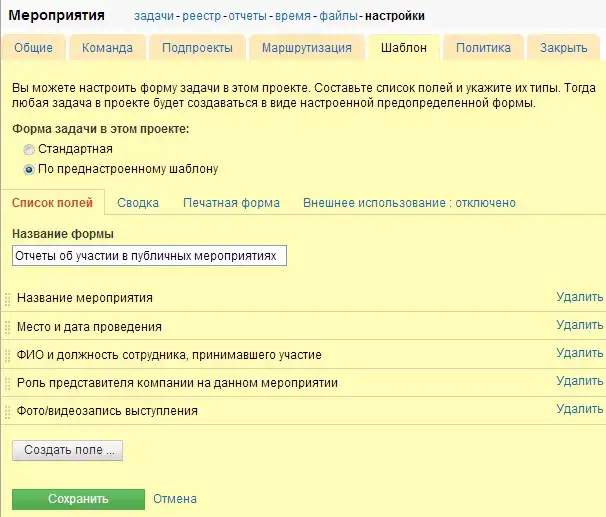 Мероприятия задачи - реестр - отчеты - время - файлы - настройки
Общие Команда Подпроекты Маршрутизация Шаблон Политика Закрыть
Вы можете настроить форму задачи в этом проекте. Составьте список полей и укажите их типы. Тогда
любая задача в проекте будет создаваться в виде настроенной предопределенной формы.
Форма задачи в этом проекте:
Стандартная
По преднастроенному шаблону
Список полей Сводка Печатная форма Внешнее использование : отключено
Название формы
Отчеты об участии в публичных мероприятиях
Название мероприятия Удалить
Место и дата проведения Удалить
ФИО и должность сотрудника, принимавшего участие Удалить
Роль представителя компании на данном мероприятии Удалить
Фото/видеозапись выступления Удалить
Создать поле ...
Сохранить Отмена